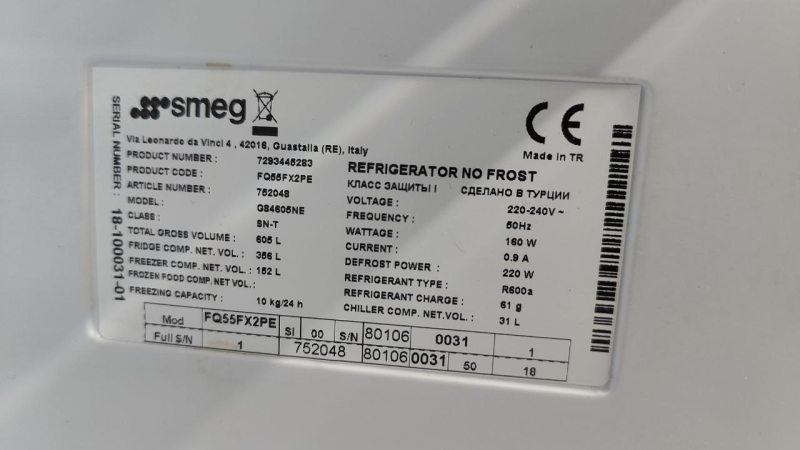 smeg
CE
Made in TR
Via Leonardo da Vinci 4 , 42016, Guastalla (RE), Italy
SERIAL NUMBER : 18-100031-01
PRODUCT NUMBER : 7293446283
PRODUCT CODE : FQ55FX2PE
ARTICLE NUMBER : 752048
MODEL : GS4605NE
CLASS : SN-T
TOTAL GROSS VOLUME : 605 L
FRIDGE COMP. NET. VOL. : 356 L
FREEZER COMP. NET VOL. : 152 L
FROZEN FOOD COMP. NET VOL. :
FREEZING CAPACITY : 10 kg/24 h
REFRIGERATOR NO FROST
КЛАСС ЗАЩИТЫ I СДЕЛАНО В ТУРЦИИ
VOLTAGE : 220-240V ~
FREQUENCY : 50Hz
WATTAGE : 160 W
CURRENT : 0.9 A
DEFROST POWER : 220 W
REFRIGERANT TYPE : R600a
REFRIGERANT CHARGE : 61 g
CHILLER COMP. NET.VOL. : 31 L
Mod FQ55FX2PE SI 00 S/N 80106 0031 1
Full S/N 1 752048 80106 0031 50 18